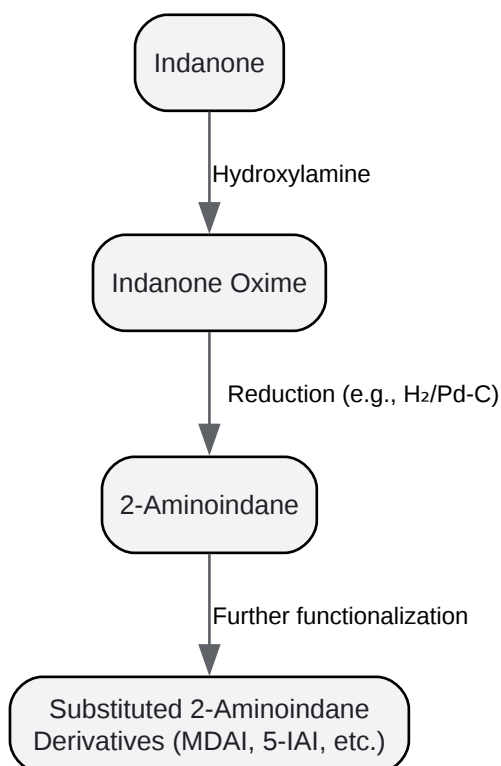 Indanone
Hydroxylamine
Indanone Oxime
Reduction (e.g., H₂/Pd-C)
2-Aminoindane
Further functionalization
Substituted 2-Aminoindane
Derivatives (MDAI, 5-IAI, etc.)